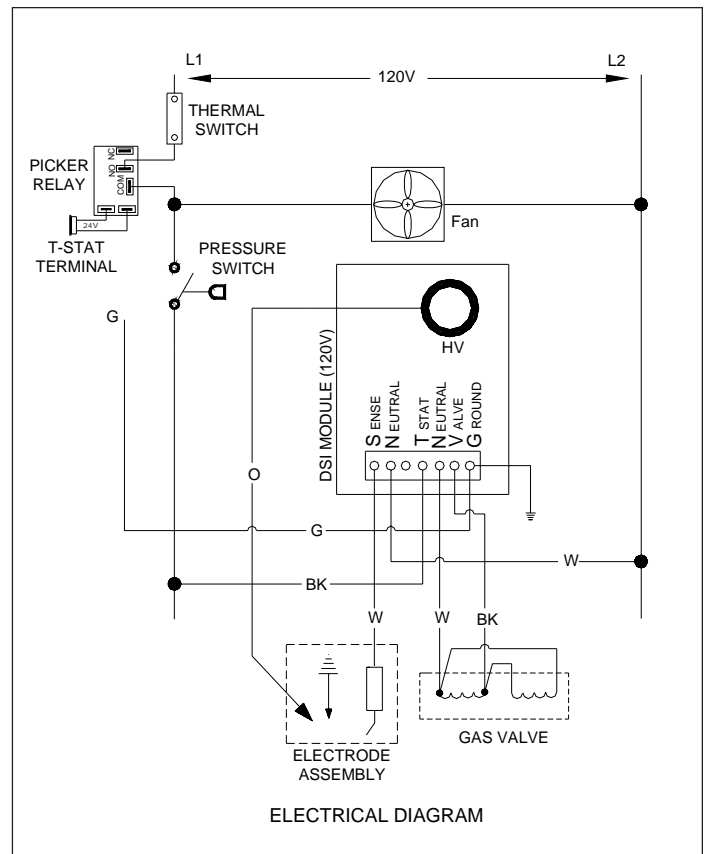 L1
L2
120V
THERMAL
SWITCH
PICKER
RELAY
NC
NO
COM
24V
T-STAT
TERMINAL
Fan
PRESSURE
SWITCH
G
DSI MODULE (120V)
HV
SENSE
NEUTRAL
TSTAT
NEUTRAL
VALVE
GROUND
O
G
W
BK
W
W
BK
ELECTRODE
ASSEMBLY
GAS VALVE
ELECTRICAL DIAGRAM